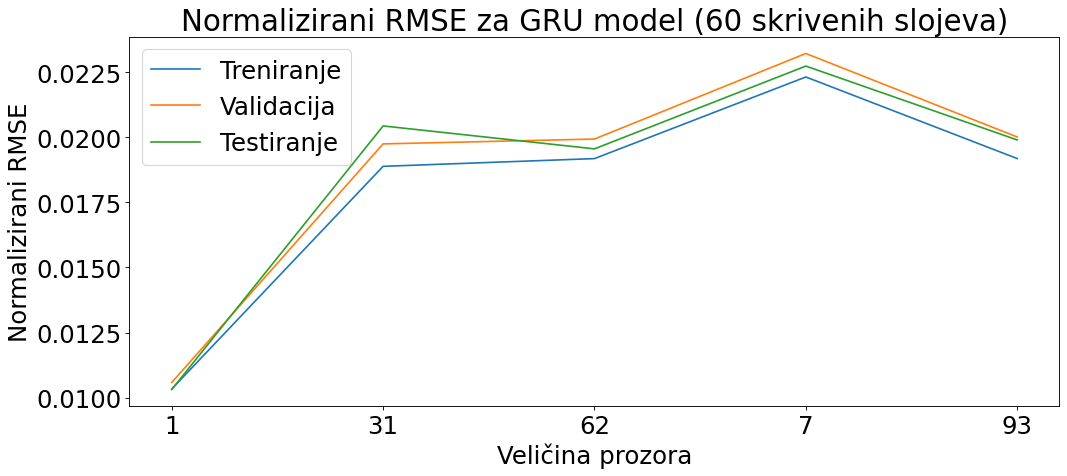 Normalizirani RMSE za GRU model (60 skrivenih slojeva)
Treniranje
Validacija
Testiranje
Normalizirani RMSE
0.0225
0.0200
0.0175
0.0150
0.0125
0.0100
1 31 62 7 93
Veličina prozora